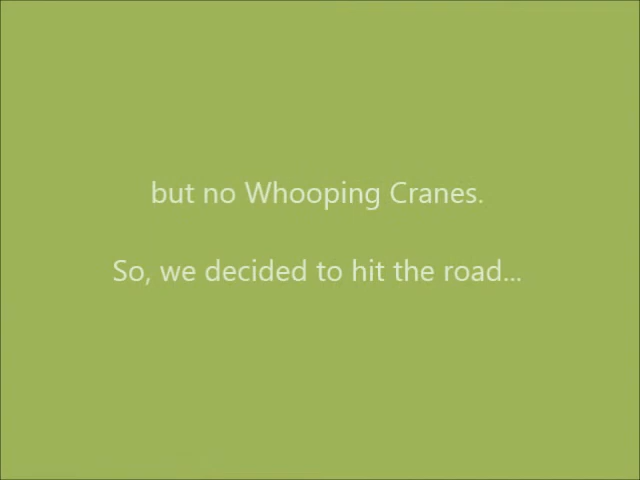 but no Whooping Cranes.
So, we decided to hit the road...